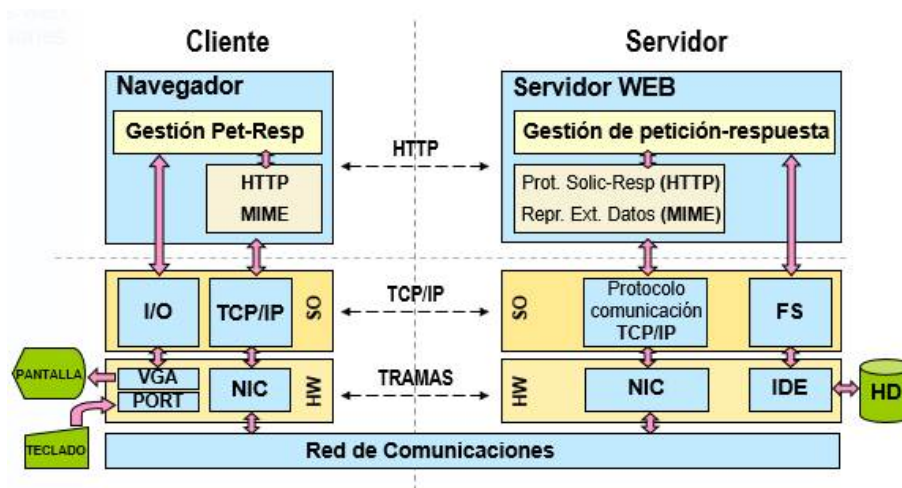 Cliente
Servidor
Navegador
Gestión Pet-Resp
HTTP
MIME
HTTP
Servidor WEB
Gestión de petición-respuesta
Prot. Solic-Resp (HTTP)
Repr. Ext. Datos (MIME)
I/O
TCP/IP
SO
TCP/IP
SO
Protocolo
comunicación
TCP/IP
FS
PANTALLA
VGA
PORT
NIC
HW
TRAMAS
HW
NIC
IDE
HD
TECLADO
Red de Comunicaciones